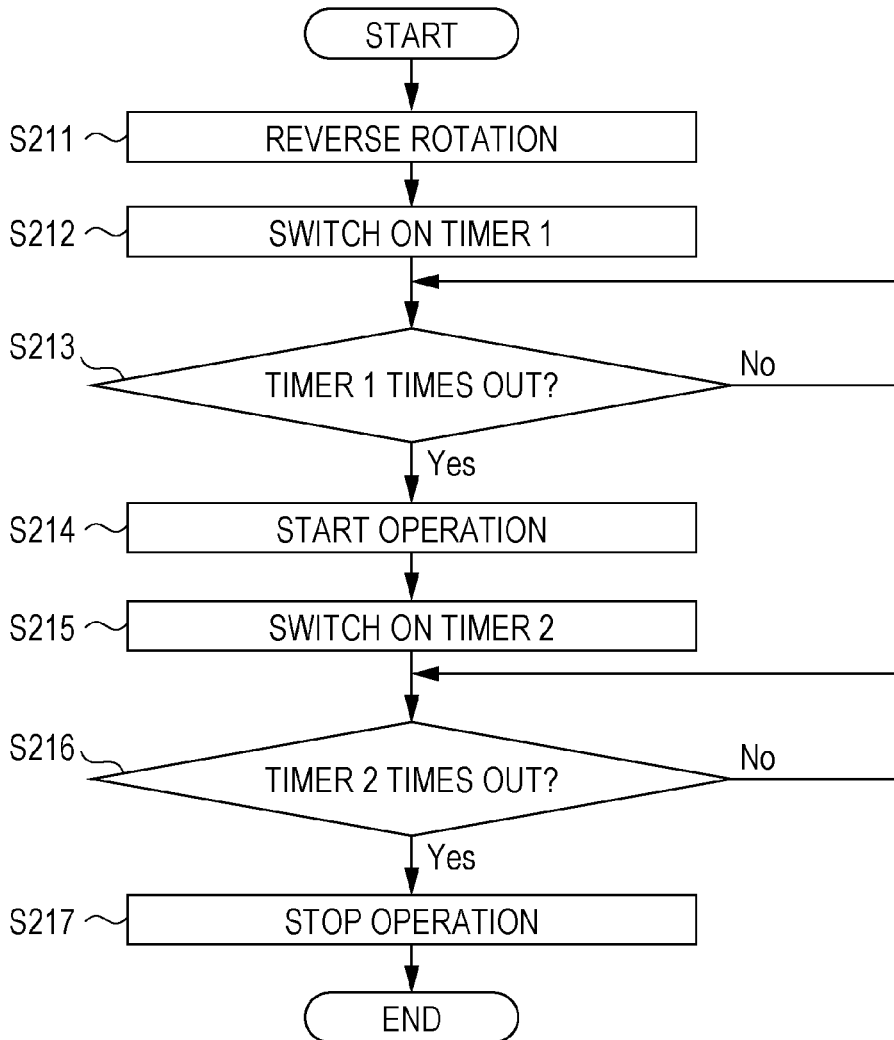 START
S211
REVERSE ROTATION
S212
SWITCH ON TIMER 1
S213
TIMER 1 TIMES OUT?
No
Yes
S214
START OPERATION
S215
SWITCH ON TIMER 2
S216
TIMER 2 TIMES OUT?
No
Yes
S217
STOP OPERATION
END